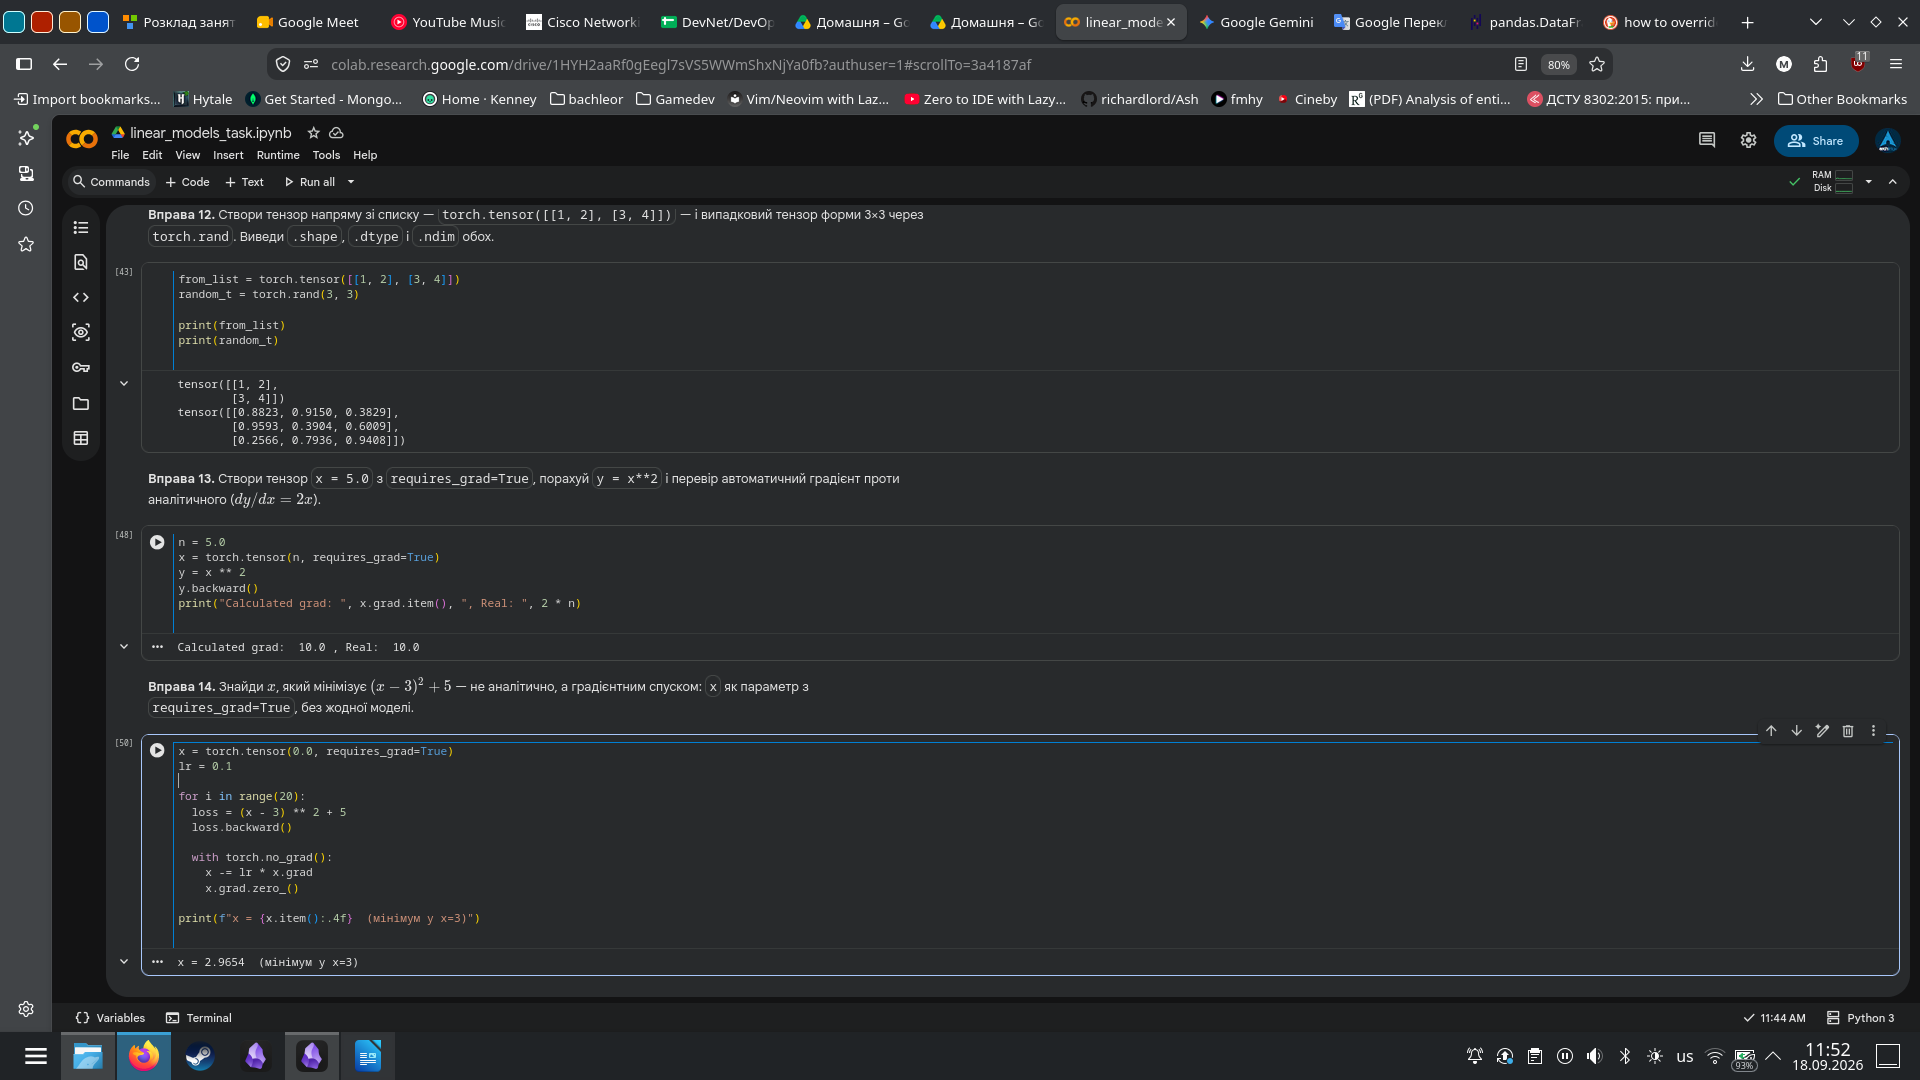 Розклад занят
Google Meet
YouTube Music
Cisco Networki
DevNet/DevOp
Домашня – Go
Домашня – Go
linear_mode
Google Gemini
Google Перекл
pandas.DataFr
how to overrid
colab.research.google.com/drive/1HYH2aaRf0gEegl7sVS5WWmShxNjYa0fb?authuser=1#scrollTo=3a4187af
80%
11
Import bookmarks...
Hytale
Get Started - Mongo...
Home · Kenney
bachleor
Gamedev
Vim/Neovim with Laz...
Zero to IDE with Lazy...
richardlord/Ash
fmhy
Cineby
(PDF) Analysis of enti...
ДСТУ 8302:2015: при...
Other Bookmarks
linear_models_task.ipynb
File Edit View Insert Runtime Tools Help
Share
Commands + Code + Text Run all
RAM
Disk
Вправа 12. Створи тензор напряму зі списку — torch.tensor([[1, 2], [3, 4]]) — і випадковий тензор форми 3×3 через
torch.rand. Виведи .shape, .dtype і .ndim обох.
[43]
from_list = torch.tensor([[1, 2], [3, 4]])
random_t = torch.rand(3, 3)
print(from_list)
print(random_t)
tensor([[1, 2],
[3, 4]])
tensor([[0.8823, 0.9150, 0.3829],
[0.9593, 0.3904, 0.6009],
[0.2566, 0.7936, 0.9408]])
Вправа 13. Створи тензор x = 5.0 з requires_grad=True, порахуй y = x**2 і перевір автоматичний градієнт проти
аналітичного (dy/dx = 2x).
[48]
n = 5.0
x = torch.tensor(n, requires_grad=True)
y = x ** 2
y.backward()
print("Calculated grad: ", x.grad.item(), ", Real: ", 2 * n)
Calculated grad:  10.0 , Real:  10.0
Вправа 14. Знайди x, який мінімізує (x − 3)² + 5 — не аналітично, а градієнтним спуском: x як параметр з
requires_grad=True, без жодної моделі.
[50]
x = torch.tensor(0.0, requires_grad=True)
lr = 0.1
for i in range(20):
loss = (x - 3) ** 2 + 5
loss.backward()
with torch.no_grad():
x -= lr * x.grad
x.grad.zero_()
print(f"x = {x.item():.4f}  (мінімум у x=3)")
x = 2.9654  (мінімум у x=3)
Variables
Terminal
11:44 AM
Python 3
us
93%
11:52
18.09.2026